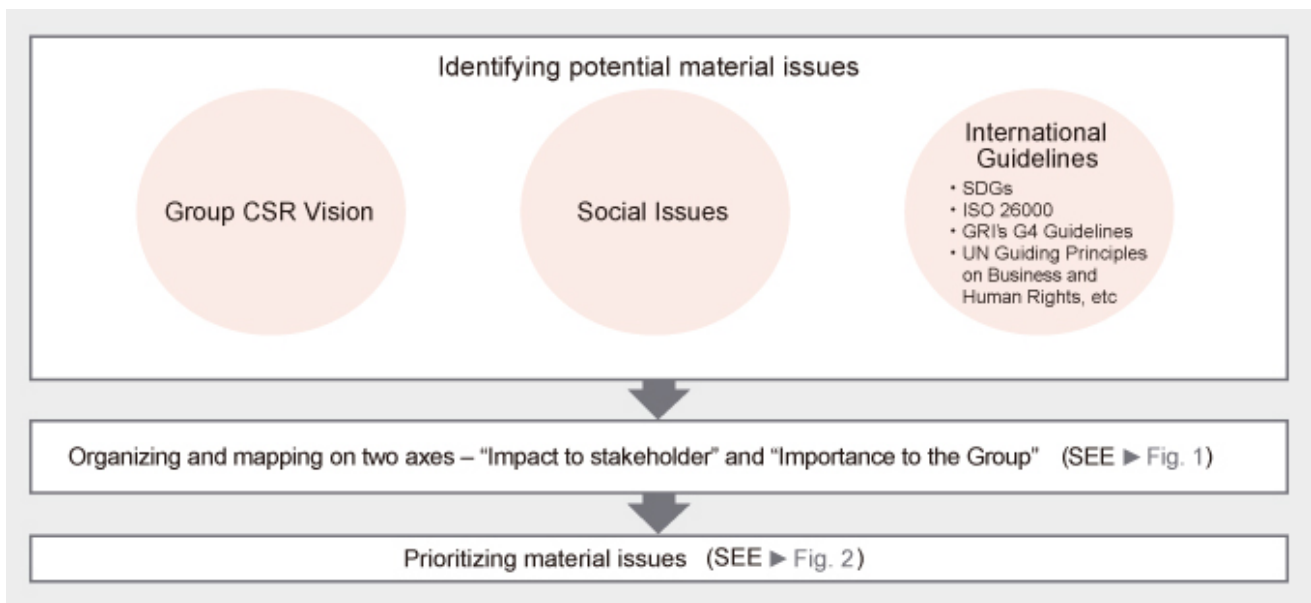 Identifying potential material issues
Group CSR Vision
Social Issues
International
Guidelines
• SDGs
• ISO 26000
• GRI's G4 Guidelines
• UN Guiding Principles
on Business and
Human Rights, etc
Organizing and mapping on two axes – “Impact to stakeholder” and “Importance to the Group” (SEE ▶ Fig. 1)
Prioritizing material issues (SEE ▶ Fig. 2)